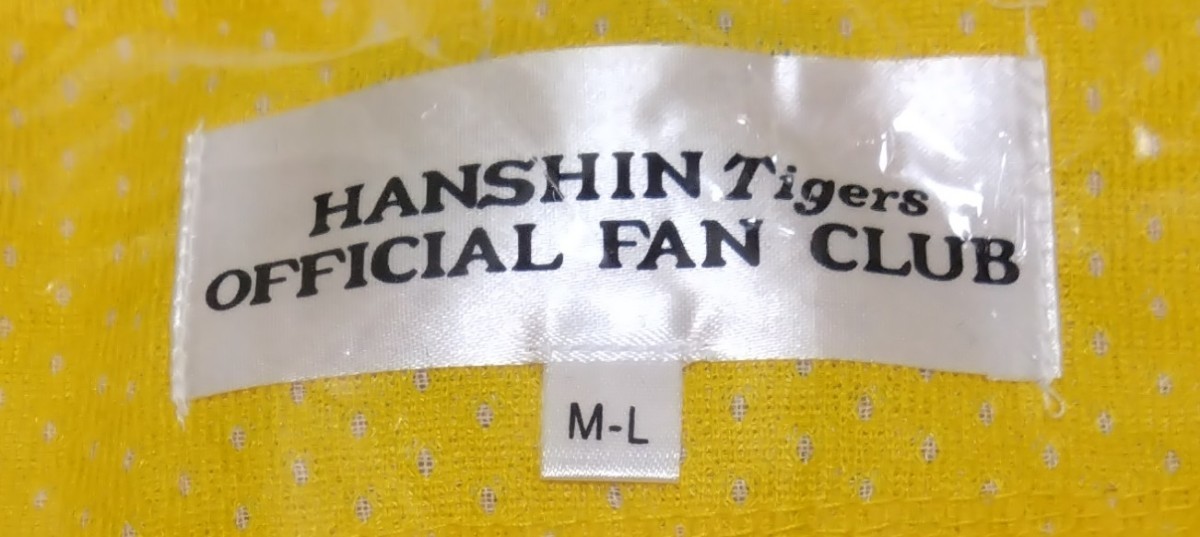 HANSHIN Tigers
OFFICIAL FAN CLUB
M-L